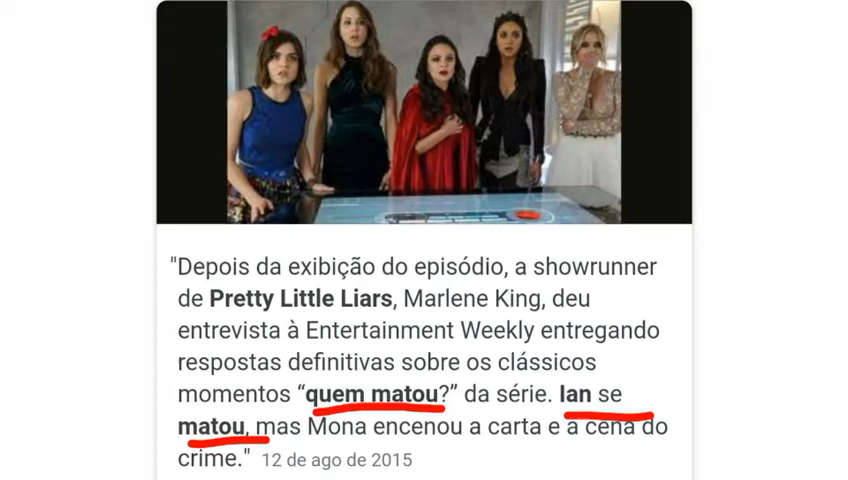 "Depois da exibição do episódio, a showrunner
de Pretty Little Liars, Marlene King, deu
entrevista à Entertainment Weekly entregando
respostas definitivas sobre os clássicos
momentos “quem matou?” da série. Ian se
matou, mas Mona encenou a carta e a cena do
crime." 12 de ago de 2015